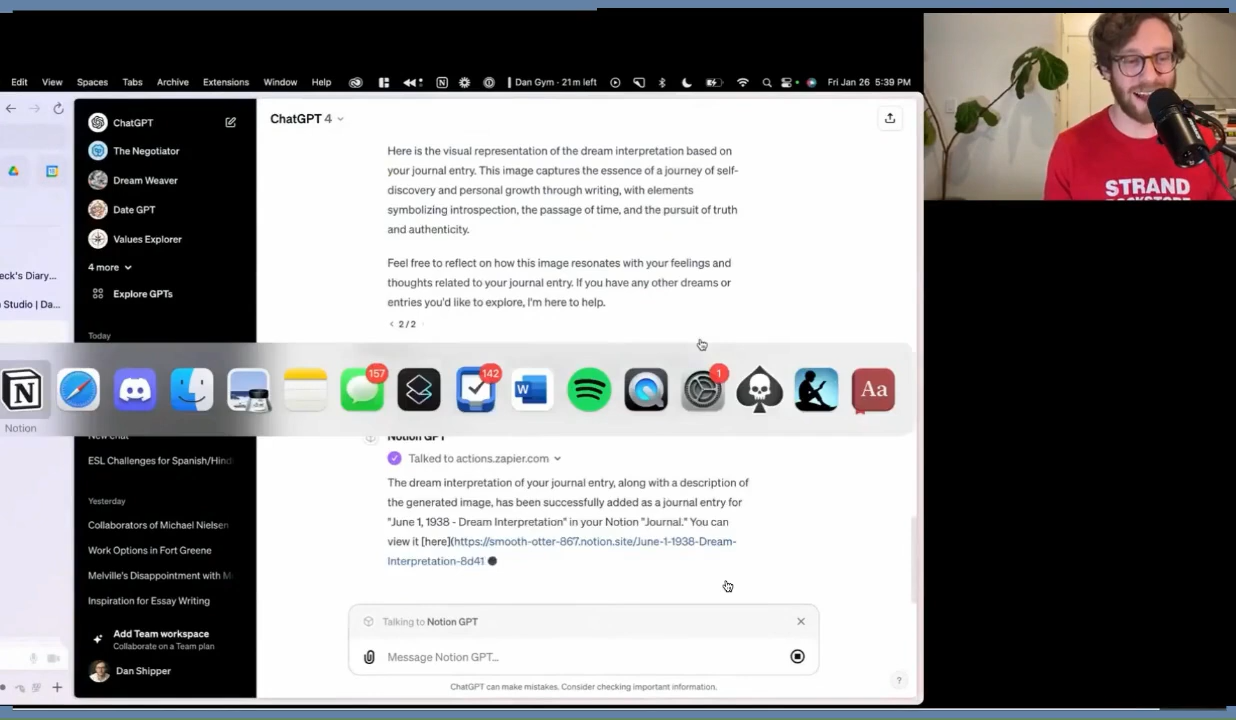 Edit View Spaces Tabs Archive Extensions Window Help Dan Gym - 21m left Fri Jan 26 5:39 PM
ChatGPT
The Negotiator
Dream Weaver
Date GPT
Values Explorer
4 more
Explore GPTs
Today
eck's Diary...
Studio | Da...
ChatGPT 4
Here is the visual representation of the dream interpretation based on
your journal entry. This image captures the essence of a journey of self-
discovery and personal growth through writing, with elements
symbolizing introspection, the passage of time, and the pursuit of truth
and authenticity.
Feel free to reflect on how this image resonates with your feelings and
thoughts related to your journal entry. If you have any other dreams or
entries you'd like to explore, I'm here to help.
< 2/2
157
142
W
1
Aa
Notion
New chat
ESL Challenges for Spanish/Hind
Yesterday
Collaborators of Michael Nielsen
Work Options in Fort Greene
Melville's Disappointment with M
Inspiration for Essay Writing
Add Team workspace
Collaborate on a Team plan
Dan Shipper
Notion GPT
Talked to actions.zapier.com
The dream interpretation of your journal entry, along with a description of
the generated image, has been successfully added as a journal entry for
"June 1, 1938 - Dream Interpretation" in your Notion "Journal." You can
view it [here](https://smooth-otter-867.notion.site/June-1-1938-Dream-
Interpretation-8d41
Talking to Notion GPT
Message Notion GPT...
ChatGPT can make mistakes. Consider checking important information.
?
STRAND